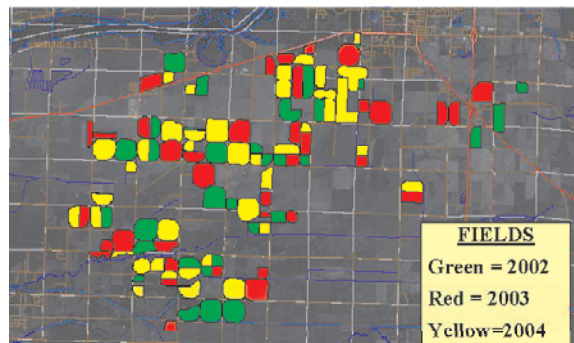 FIELDS
Green = 2002
Red = 2003
Yellow=2004